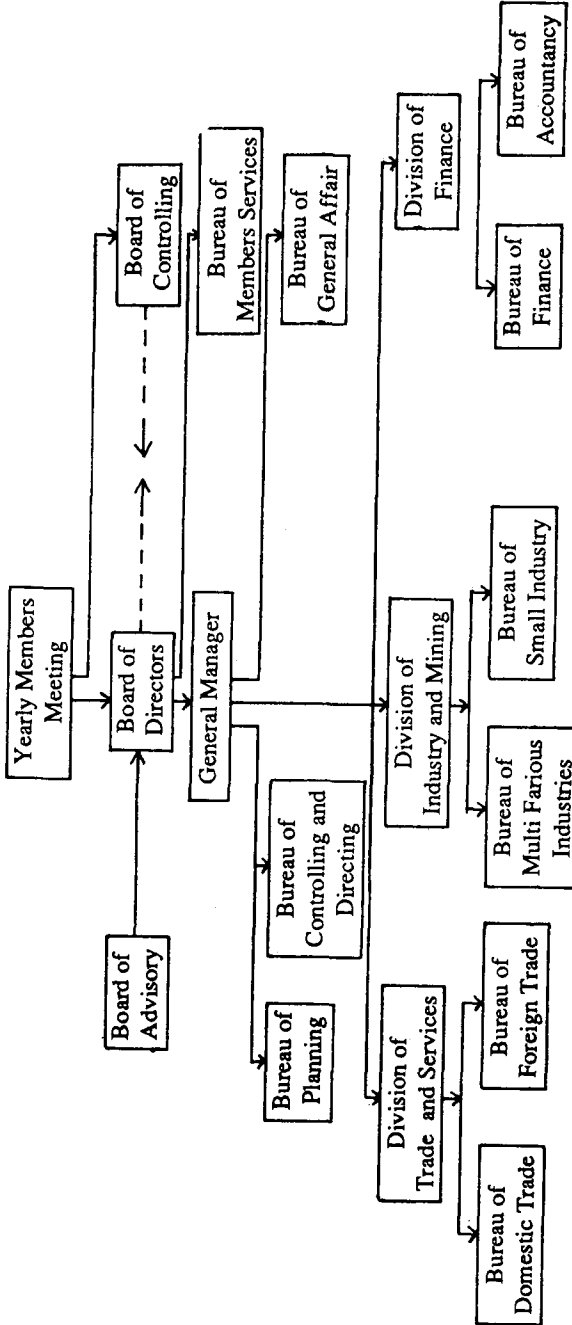 Yearly Members
Meeting
Board of
Advisory
Board of
Directors
Board of
Controlling
General Manager
Bureau of
Members Services
Bureau of
Planning
Bureau of
Controlling and
Directing
Bureau of
General Affair
Division of
Trade and Services
Division of
Industry and Mining
Division of
Finance
Bureau of
Domestic Trade
Bureau of
Foreign Trade
Bureau of
Multi Farious
Industries
Bureau of
Small Industry
Bureau of
Finance
Bureau of
Accountancy